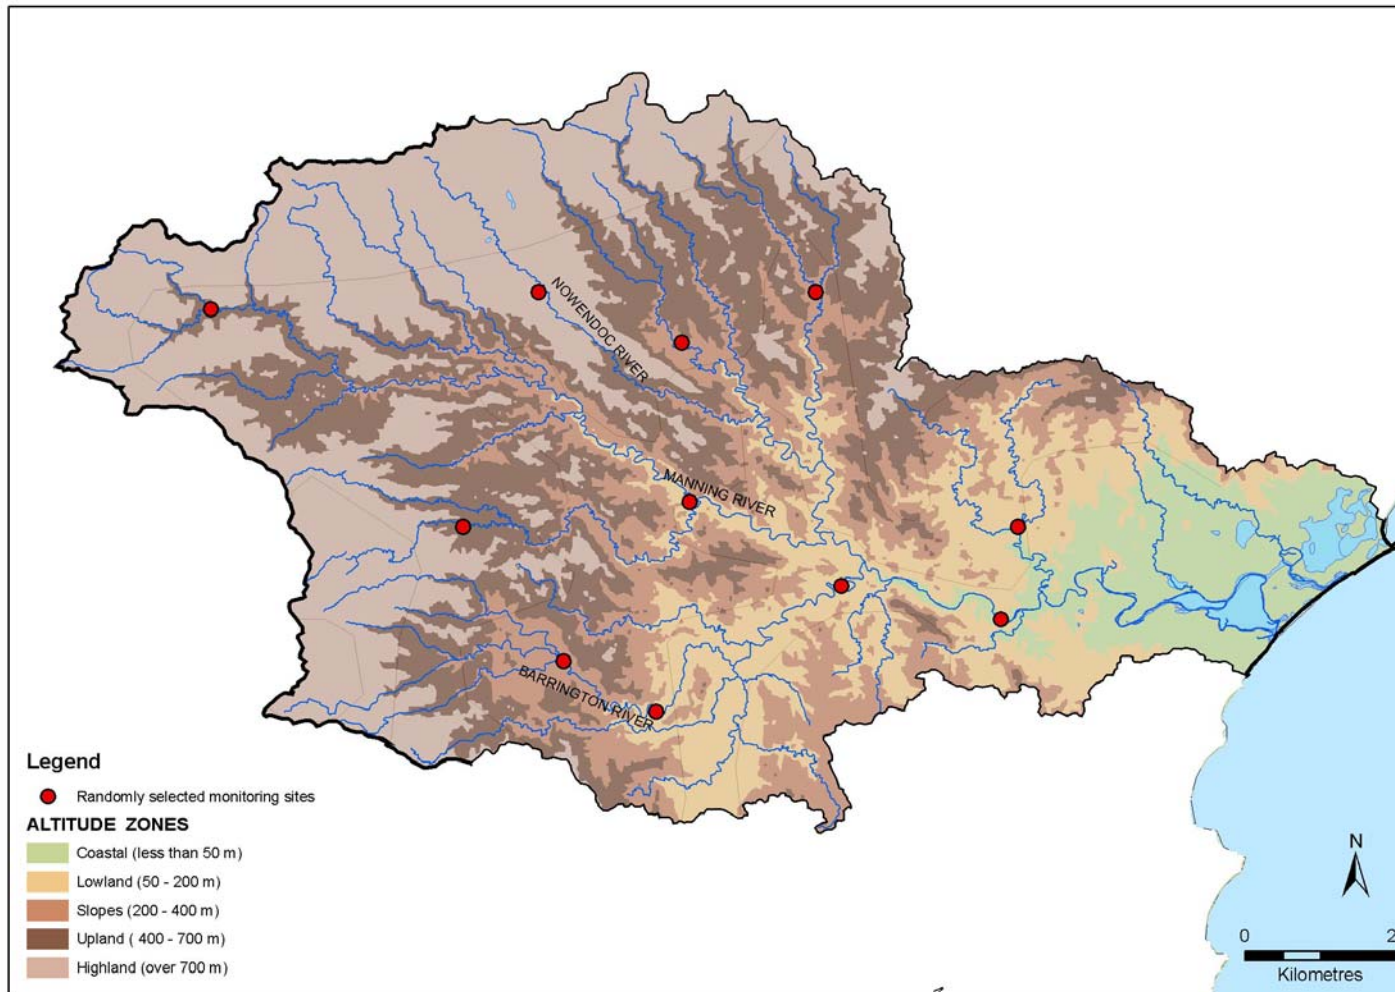 NOWENDOC RIVER
MANNING RIVER
BARRINGTON RIVER
Legend
Randomly selected monitoring sites
ALTITUDE ZONES
Coastal (less than 50 m)
Lowland (50 - 200 m)
Slopes (200 - 400 m)
Upland ( 400 - 700 m)
Highland (over 700 m)
N
0
Kilometres